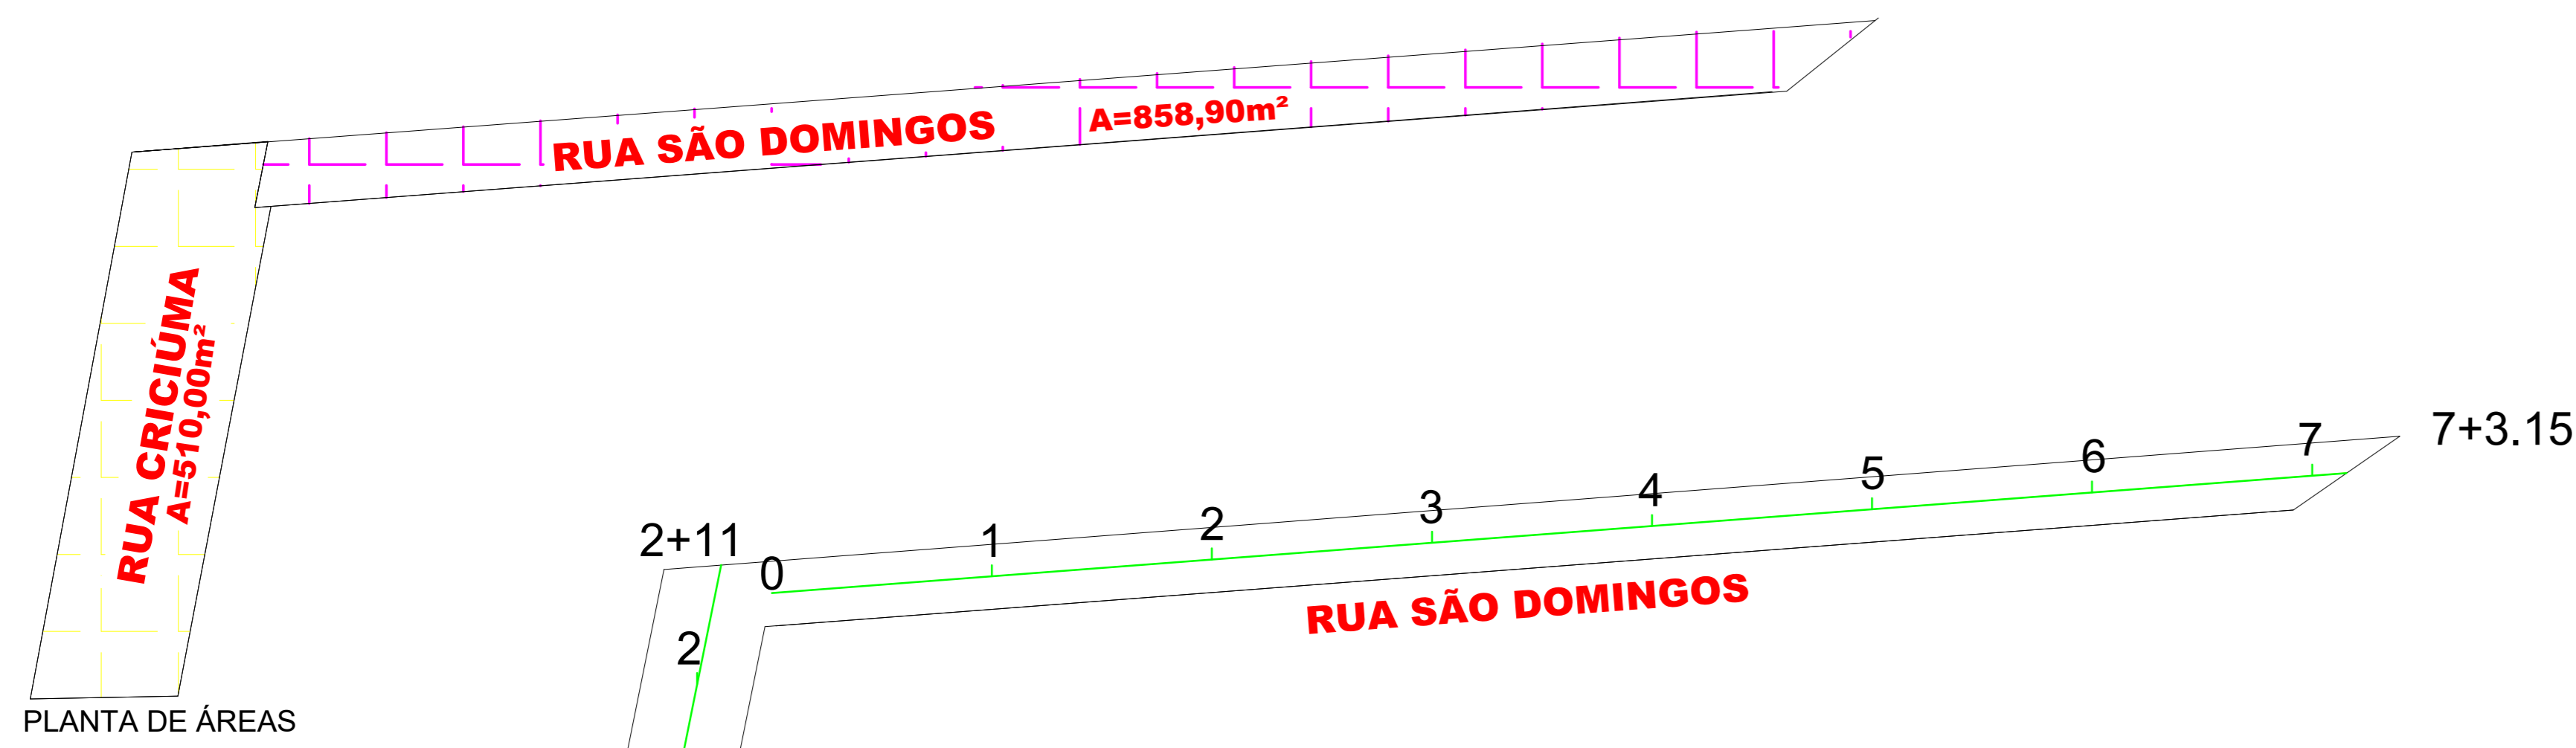 RUA SÃO DOMINGOS
A=858,90m²
RUA CRICIÚMA
A=510,00m²
PLANTA DE ÁREAS
7+3.15
7
6
5
4
3
2
1
0
2+11
2
RUA SÃO DOMINGOS